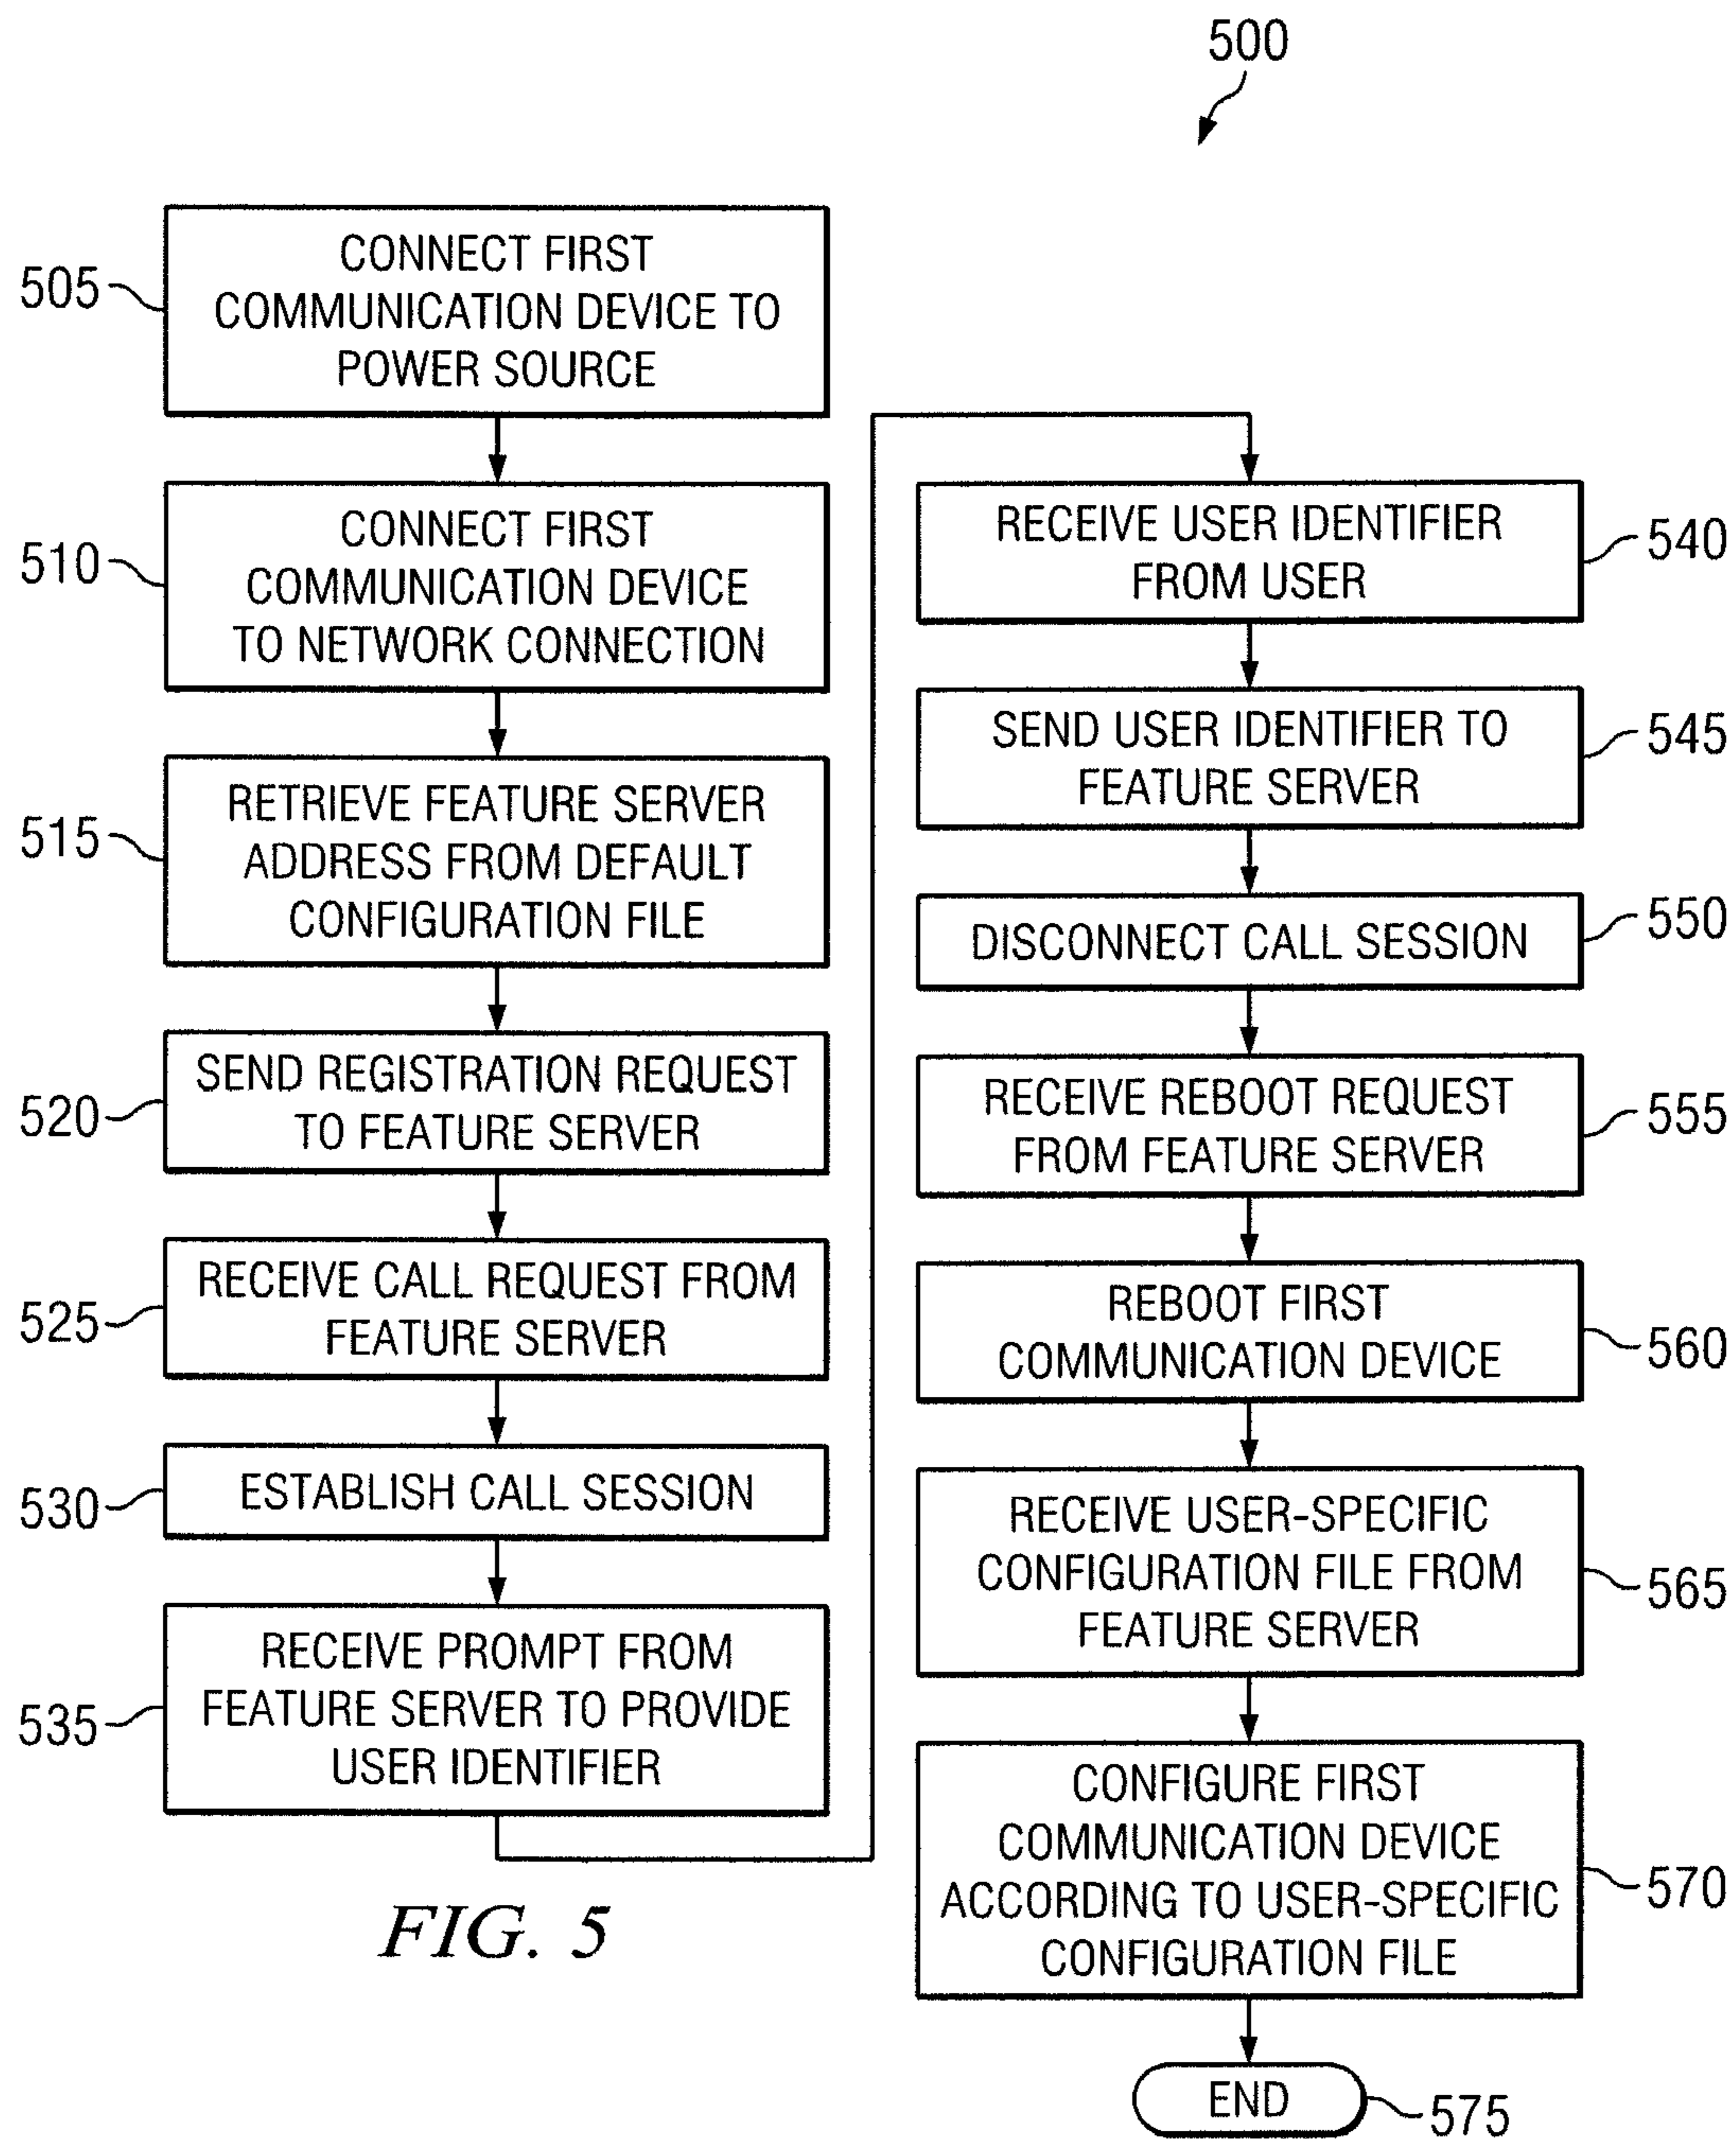 500
505
CONNECT FIRST
COMMUNICATION DEVICE TO
POWER SOURCE
510
CONNECT FIRST
COMMUNICATION DEVICE
TO NETWORK CONNECTION
515
RETRIEVE FEATURE SERVER
ADDRESS FROM DEFAULT
CONFIGURATION FILE
520
SEND REGISTRATION REQUEST
TO FEATURE SERVER
525
RECEIVE CALL REQUEST FROM
FEATURE SERVER
530
ESTABLISH CALL SESSION
535
RECEIVE PROMPT FROM
FEATURE SERVER TO PROVIDE
USER IDENTIFIER
RECEIVE USER IDENTIFIER
FROM USER
540
SEND USER IDENTIFIER TO
FEATURE SERVER
545
DISCONNECT CALL SESSION
550
RECEIVE REBOOT REQUEST
FROM FEATURE SERVER
555
REBOOT FIRST
COMMUNICATION DEVICE
560
RECEIVE USER-SPECIFIC
CONFIGURATION FILE FROM
FEATURE SERVER
565
CONFIGURE FIRST
COMMUNICATION DEVICE
ACCORDING TO USER-SPECIFIC
CONFIGURATION FILE
570
END
575
FIG. 5